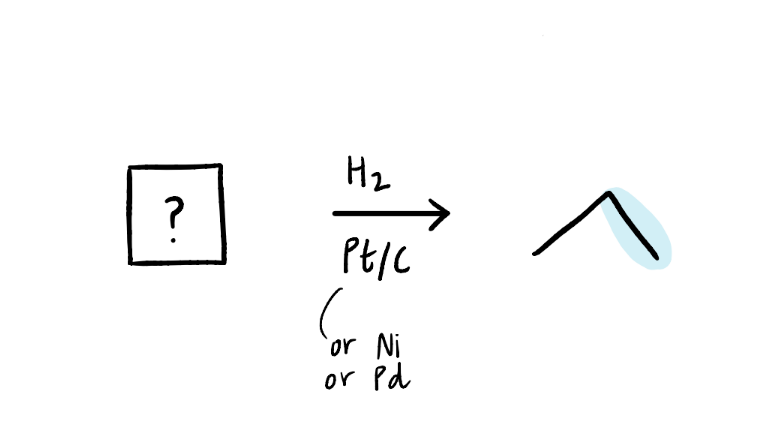 ?
H2
Pt/C
or Ni
or Pd